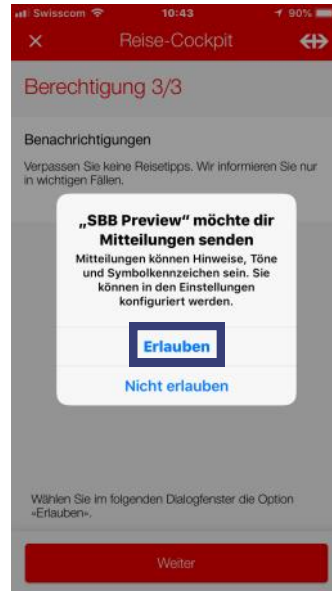 Swisscom 10:43 90%
Reise-Cockpit
Berechtigung 3/3
Benachrichtigungen
Verpassen Sie keine Reisetipps. Wir informieren Sie nur
in wichtigen Fällen.
„SBB Preview“ möchte dir
Mitteilungen senden
Mitteilungen können Hinweise, Töne
und Symbolkennzeichen sein. Sie
können in den Einstellungen
konfiguriert werden.
Erlauben
Nicht erlauben
Wählen Sie im folgenden Dialogfenster die Option
«Erlauben».
Weiter